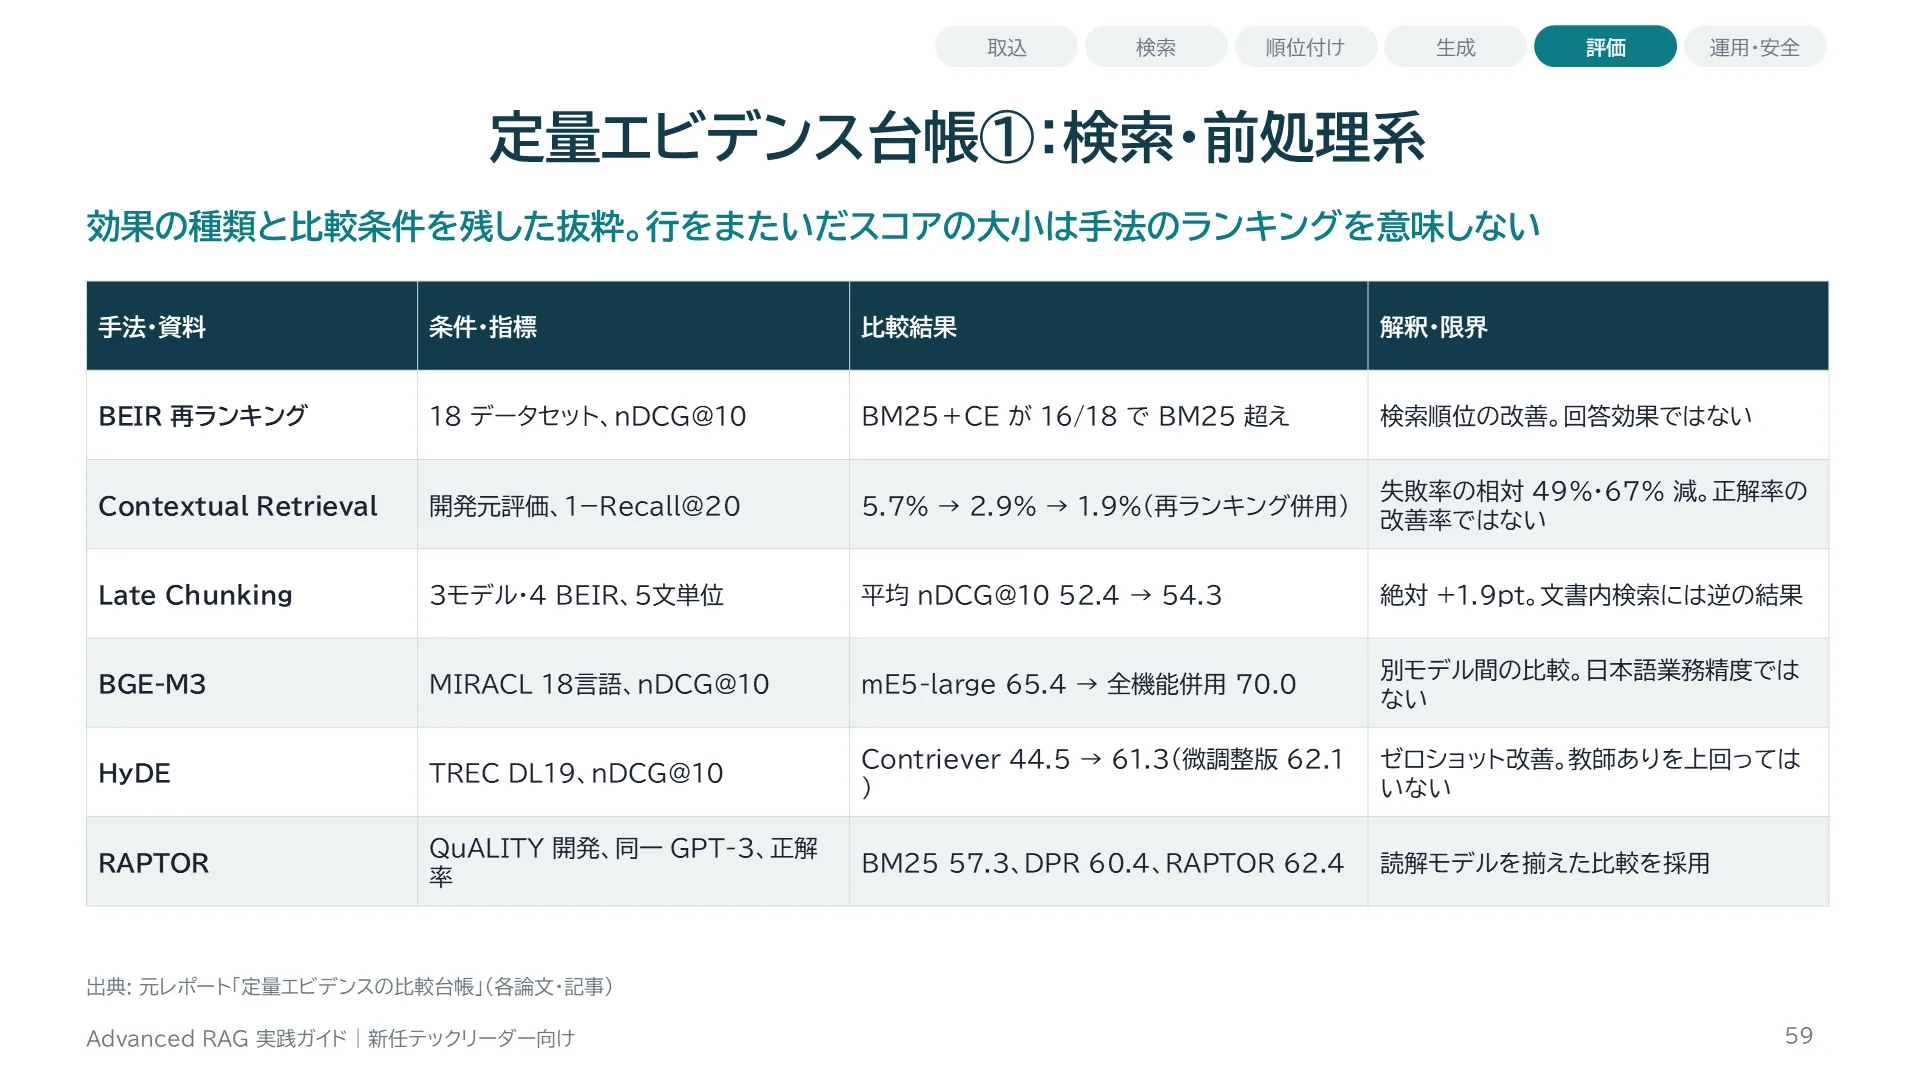 取込
検索
順位付け
生成
評価
運用・安全
定量エビデンス台帳①：検索・前処理系
効果の種類と比較条件を残した抜粋。行をまたいだスコアの大小は手法のランキングを意味しない
手法・資料
条件・指標
比較結果
解釈・限界
BEIR 再ランキング
18 データセット、nDCG@10
BM25＋CE が 16/18 で BM25 超え
検索順位の改善。回答効果ではない
Contextual Retrieval
開発元評価、1−Recall@20
5.7% → 2.9% → 1.9%（再ランキング併用）
失敗率の相対 49%・67% 減。正解率の
改善率ではない
Late Chunking
3モデル・4 BEIR、5文単位
平均 nDCG@10 52.4 → 54.3
絶対 +1.9pt。文書内検索には逆の結果
BGE-M3
MIRACL 18言語、nDCG@10
mE5-large 65.4 → 全機能併用 70.0
別モデル間の比較。日本語業務精度では
ない
HyDE
TREC DL19、nDCG@10
Contriever 44.5 → 61.3（微調整版 62.1
）
ゼロショット改善。教師ありを上回っては
いない
RAPTOR
QuALITY 開発、同一 GPT-3、正解
率
BM25 57.3、DPR 60.4、RAPTOR 62.4
読解モデルを揃えた比較を採用
出典: 元レポート「定量エビデンスの比較台帳」（各論文・記事）
Advanced RAG 実践ガイド｜新任テックリーダー向け
59